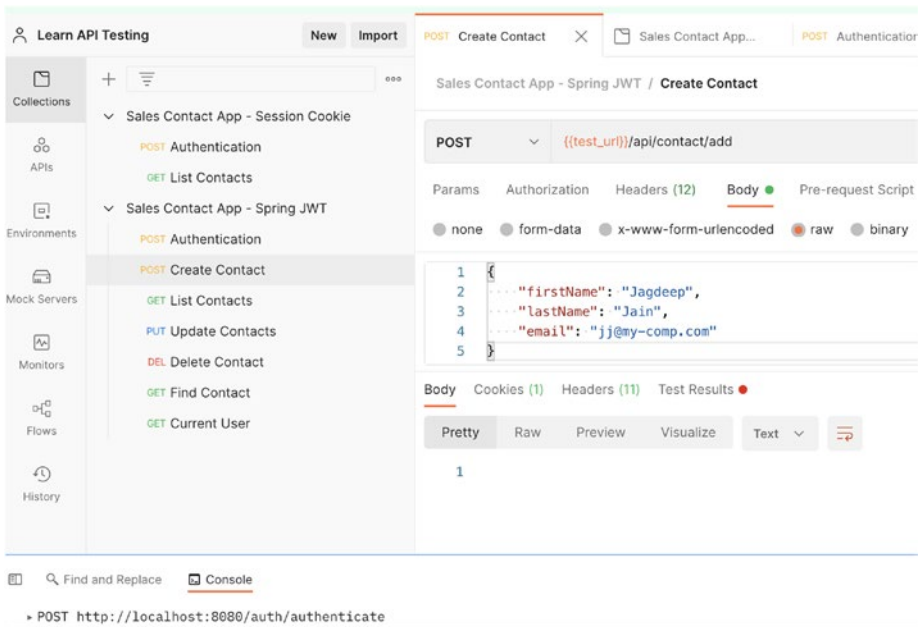 Learn API Testing
New
Import
POST Create Contact
Sales Contact App...
POST Authentication
Collections
APIs
Environments
Mock Servers
Monitors
Flows
History
Sales Contact App - Session Cookie
POST Authentication
GET List Contacts
Sales Contact App - Spring JWT
POST Authentication
POST Create Contact
GET List Contacts
PUT Update Contacts
DEL Delete Contact
GET Find Contact
GET Current User
Sales Contact App - Spring JWT / Create Contact
POST
{{test_url}}/api/contact/add
Params Authorization Headers (12) Body Pre-request Script
none form-data x-www-form-urlencoded raw binary
1 {
2 "firstName": "Jagdeep",
3 "lastName": "Jain",
4 "email": "jj@my-comp.com"
5 }
Body Cookies (1) Headers (11) Test Results
Pretty Raw Preview Visualize Text
1
Find and Replace Console
POST http://localhost:8080/auth/authenticate